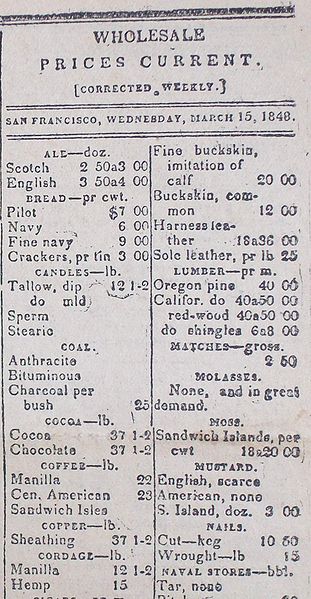 WHOLESALE
PRICES CURRENT.
[CORRECTED WEEKLY.]
SAN FRANCISCO, WEDNESDAY, MARCH 15, 1848.
ALE—doz.
Scotch 2 50a3 00
English 3 50a4 00
BREAD—pr cwt.
Pilot $7 00
Navy 6 00
Fine navy 9 00
Crackers, pr tin 3 00
CANDLES—lb.
Tallow, dip 12 1-2
do mld
Sperm
Stearic
COAL.
Anthracite
Bituminous
Charcoal per
bush 25
COCOA—lb.
Cocoa 37 1-2
Chocolate 37 1-2
COFFEE—lb.
Manilla 22
Cen. American 23
Sandwich Isles
COPPER—lb.
Sheathing 37 1-2
CORDAGE—lb.
Manilla 12 1-2
Hemp 15
Fine buckskin,
imitation of
calf 20 00
Buckskin, com-
mon 12 00
Harness lea-
ther 18a36 00
Sole leather, pr lb 25
LUMBER—pr m.
Oregon pine 40 00
Califor. do 40a50 00
red-wood 40a50 00
do shingles 6a8 00
MATCHES—gross.
2 50
MOLASSES.
None, and in great
demand.
MOSS.
Sandwich Islands, per
cwt 18a20 00
MUSTARD.
English, scarce
American, none
S. Island, doz. 3 00
NAILS.
Cut—keg 10 50
Wrought—lb 15
NAVAL STORES—bbl.
Tar, none